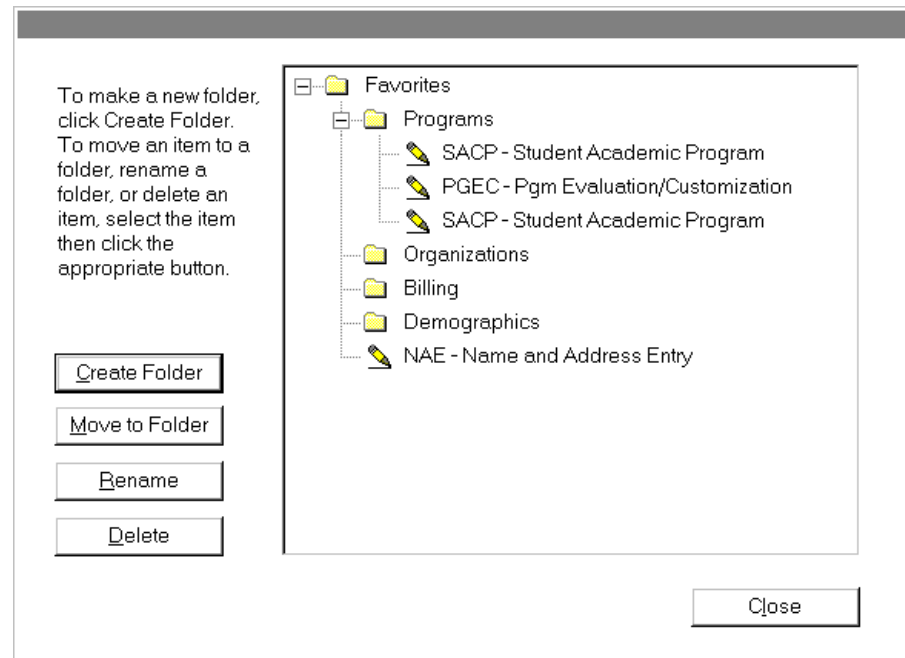 To make a new folder,
click Create Folder.
To move an item to a
folder, rename a
folder, or delete an
item, select the item
then click the
appropriate button.
Create Folder
Move to Folder
Rename
Delete
Favorites
Programs
SACP - Student Academic Program
PGEC - Pgm Evaluation/Customization
SACP - Student Academic Program
Organizations
Billing
Demographics
NAE - Name and Address Entry
Close